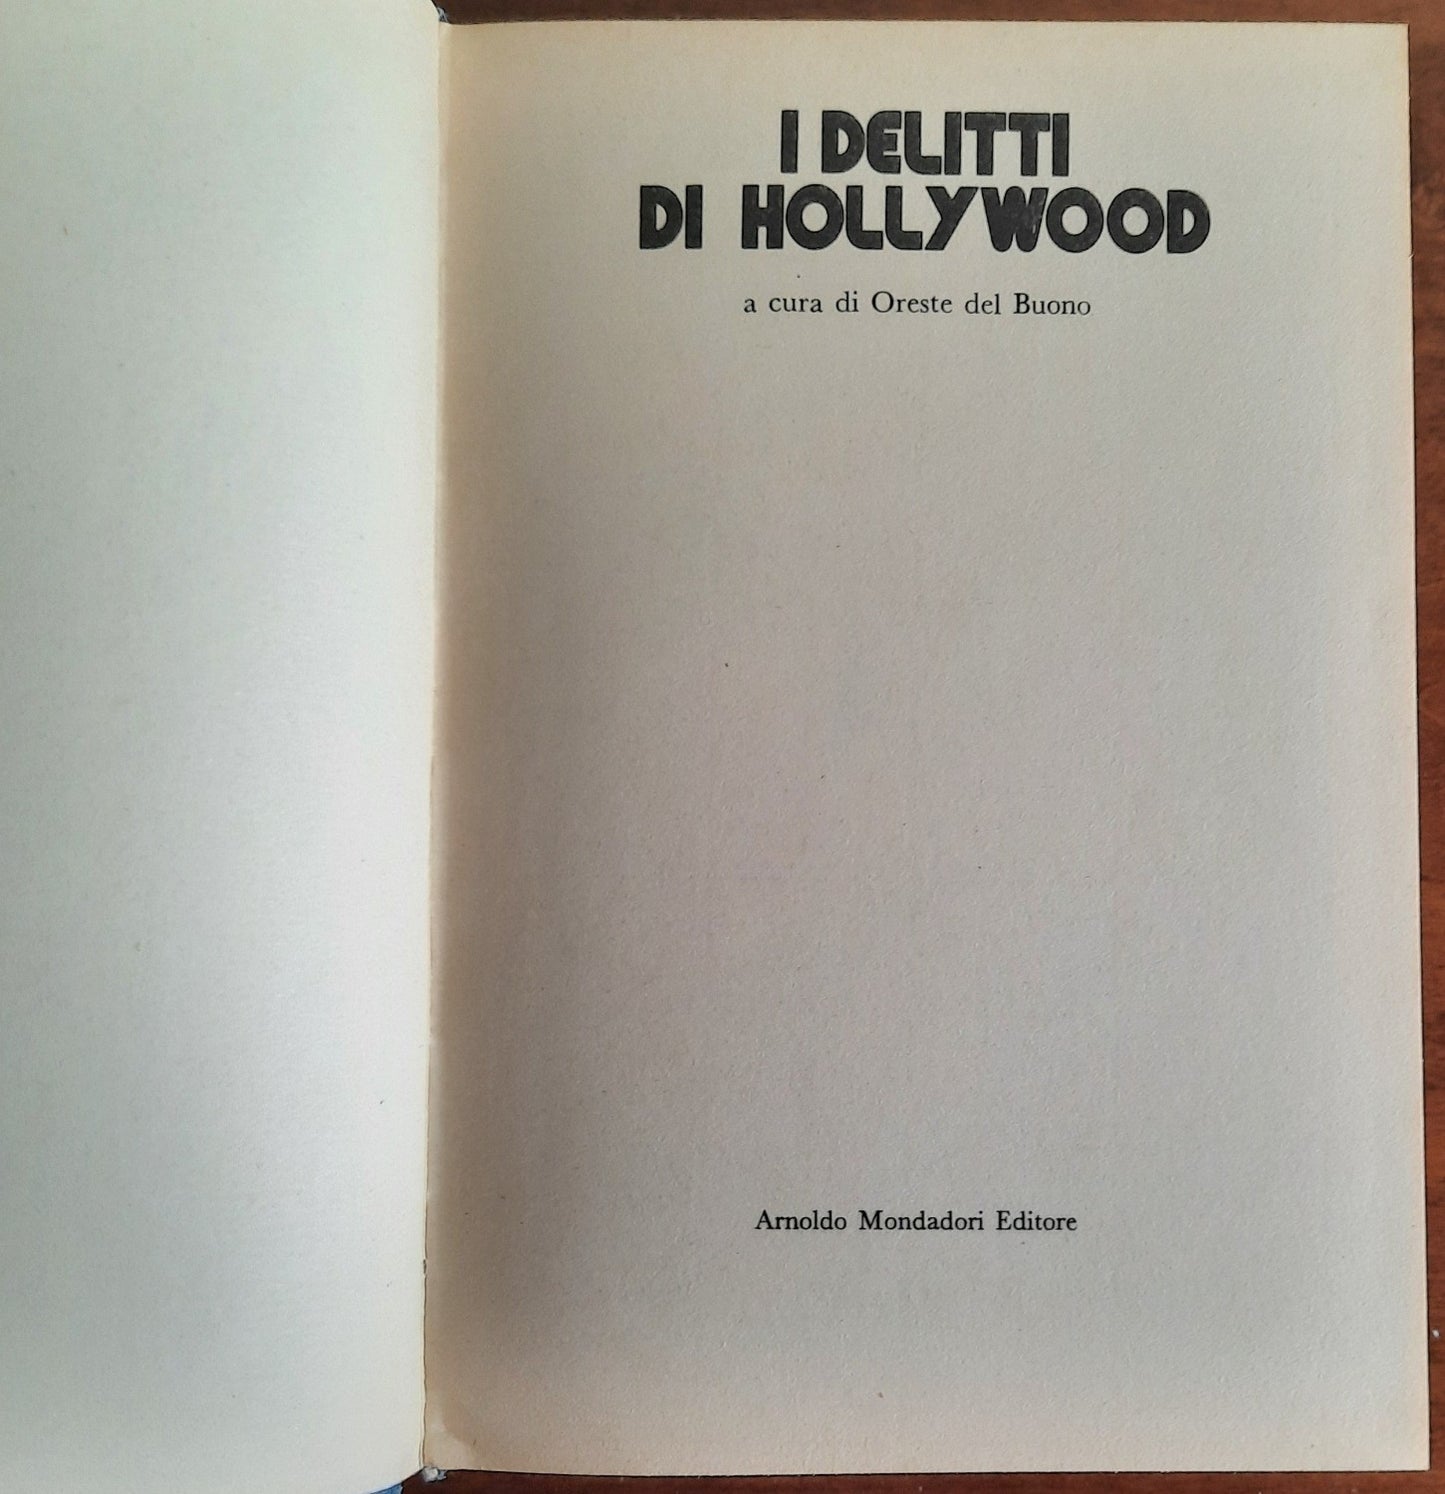 I DELITTI
DI HOLLYWOOD
a cura di Oreste del Buono
Arnoldo Mondadori Editore